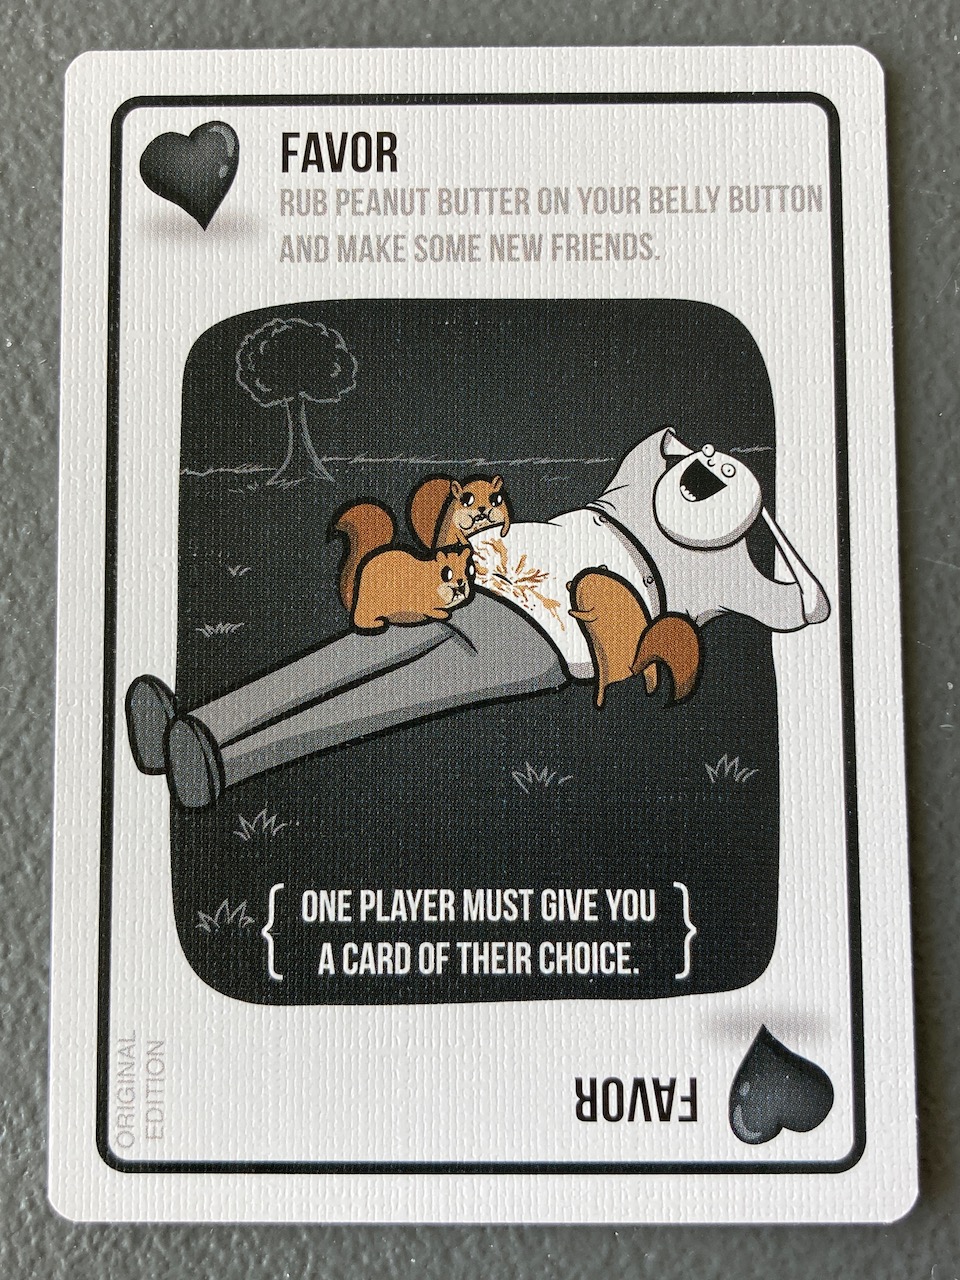 FAVOR
RUB PEANUT BUTTER ON YOUR BELLY BUTTON
AND MAKE SOME NEW FRIENDS.
{ ONE PLAYER MUST GIVE YOU
A CARD OF THEIR CHOICE. }
ORIGINAL
EDITION
FAVOR